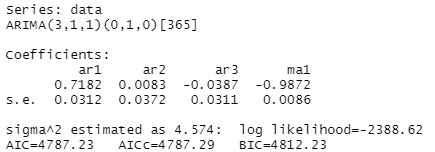 Series: data
ARIMA(3,1,1)(0,1,0)[365]
Coefficients:
ar1 ar2 ar3 ma1
0.7182 0.0083 -0.0387 -0.9872
s.e. 0.0312 0.0372 0.0311 0.0086
sigma^2 estimated as 4.574: log likelihood=-2388.62
AIC=4787.23 AICc=4787.29 BIC=4812.23